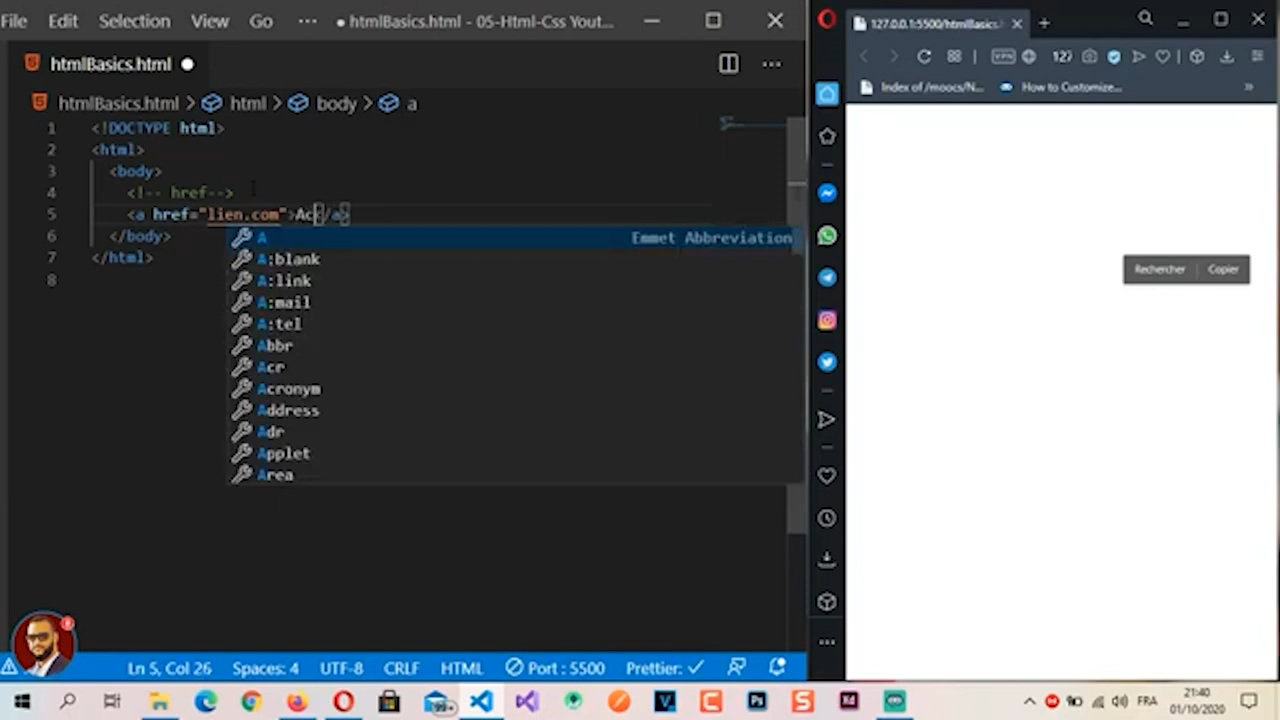 File Edit Selection View Go ··· ● htmlBasics.html - 05-Html-Css Yout...
htmlBasics.html ●
htmlBasics.html > html > body > a
1 <!DOCTYPE html>
2 <html>
3 <body>
4 <!-- href-->
5 <a href="lien.com">Ac</a>
6 </body>
7 </html>
8
A Emmet Abbreviation
A:blank
A:link
A:mail
A:tel
Abbr
Acr
Acronym
Address
Adr
Applet
Area
Ln 5, Col 26 Spaces: 4 UTF-8 CRLF HTML Port : 5500 Prettier: ✓
127.0.0.1:5500/htmlBasics.h
VPN 127
Index of /moocs/N... How to Customize... »
Rechercher Copier
99+
FRA
21:40
01/10/2020